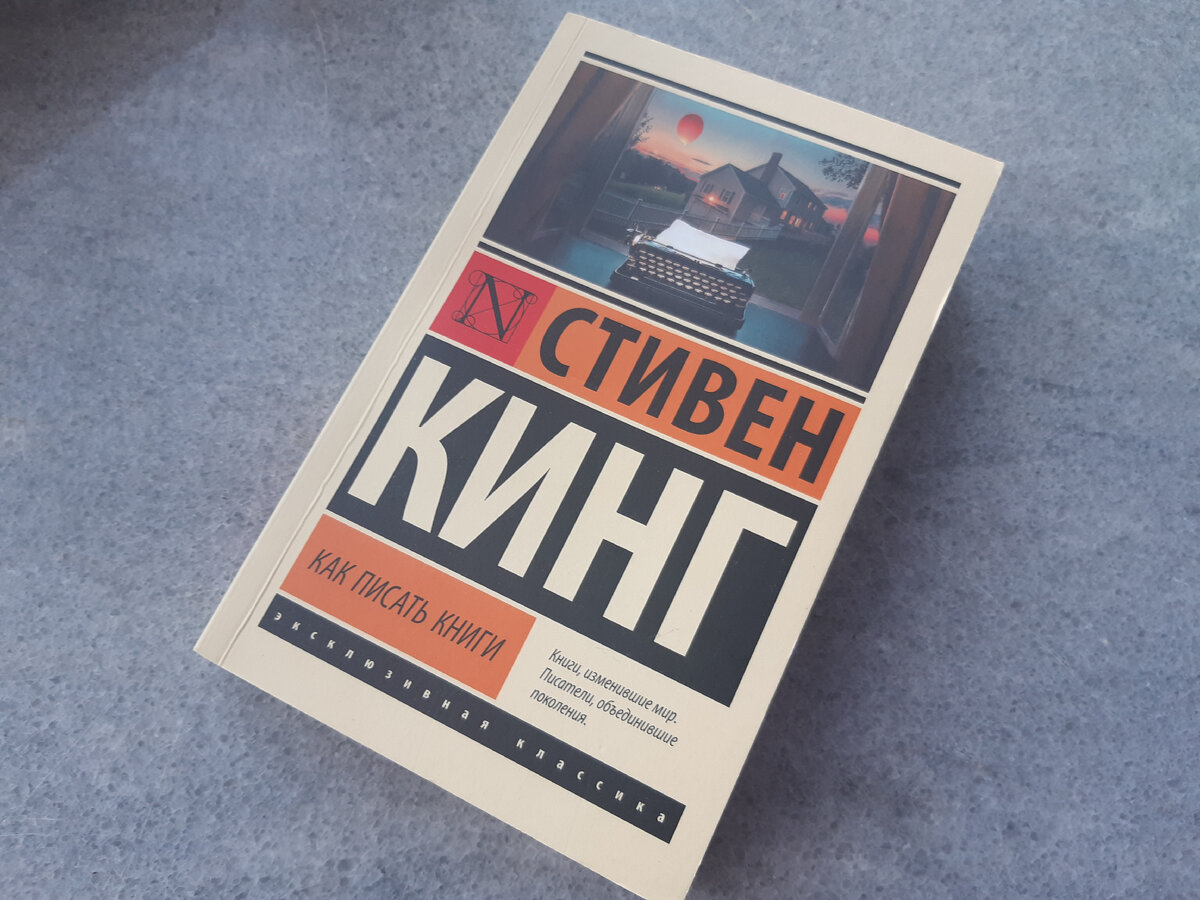 N
СТИВЕН
КИНГ
КАК ПИСАТЬ КНИГИ
Книги, изменившие мир.
Писатели, объединившие
поколения.
эксклюзивная классика